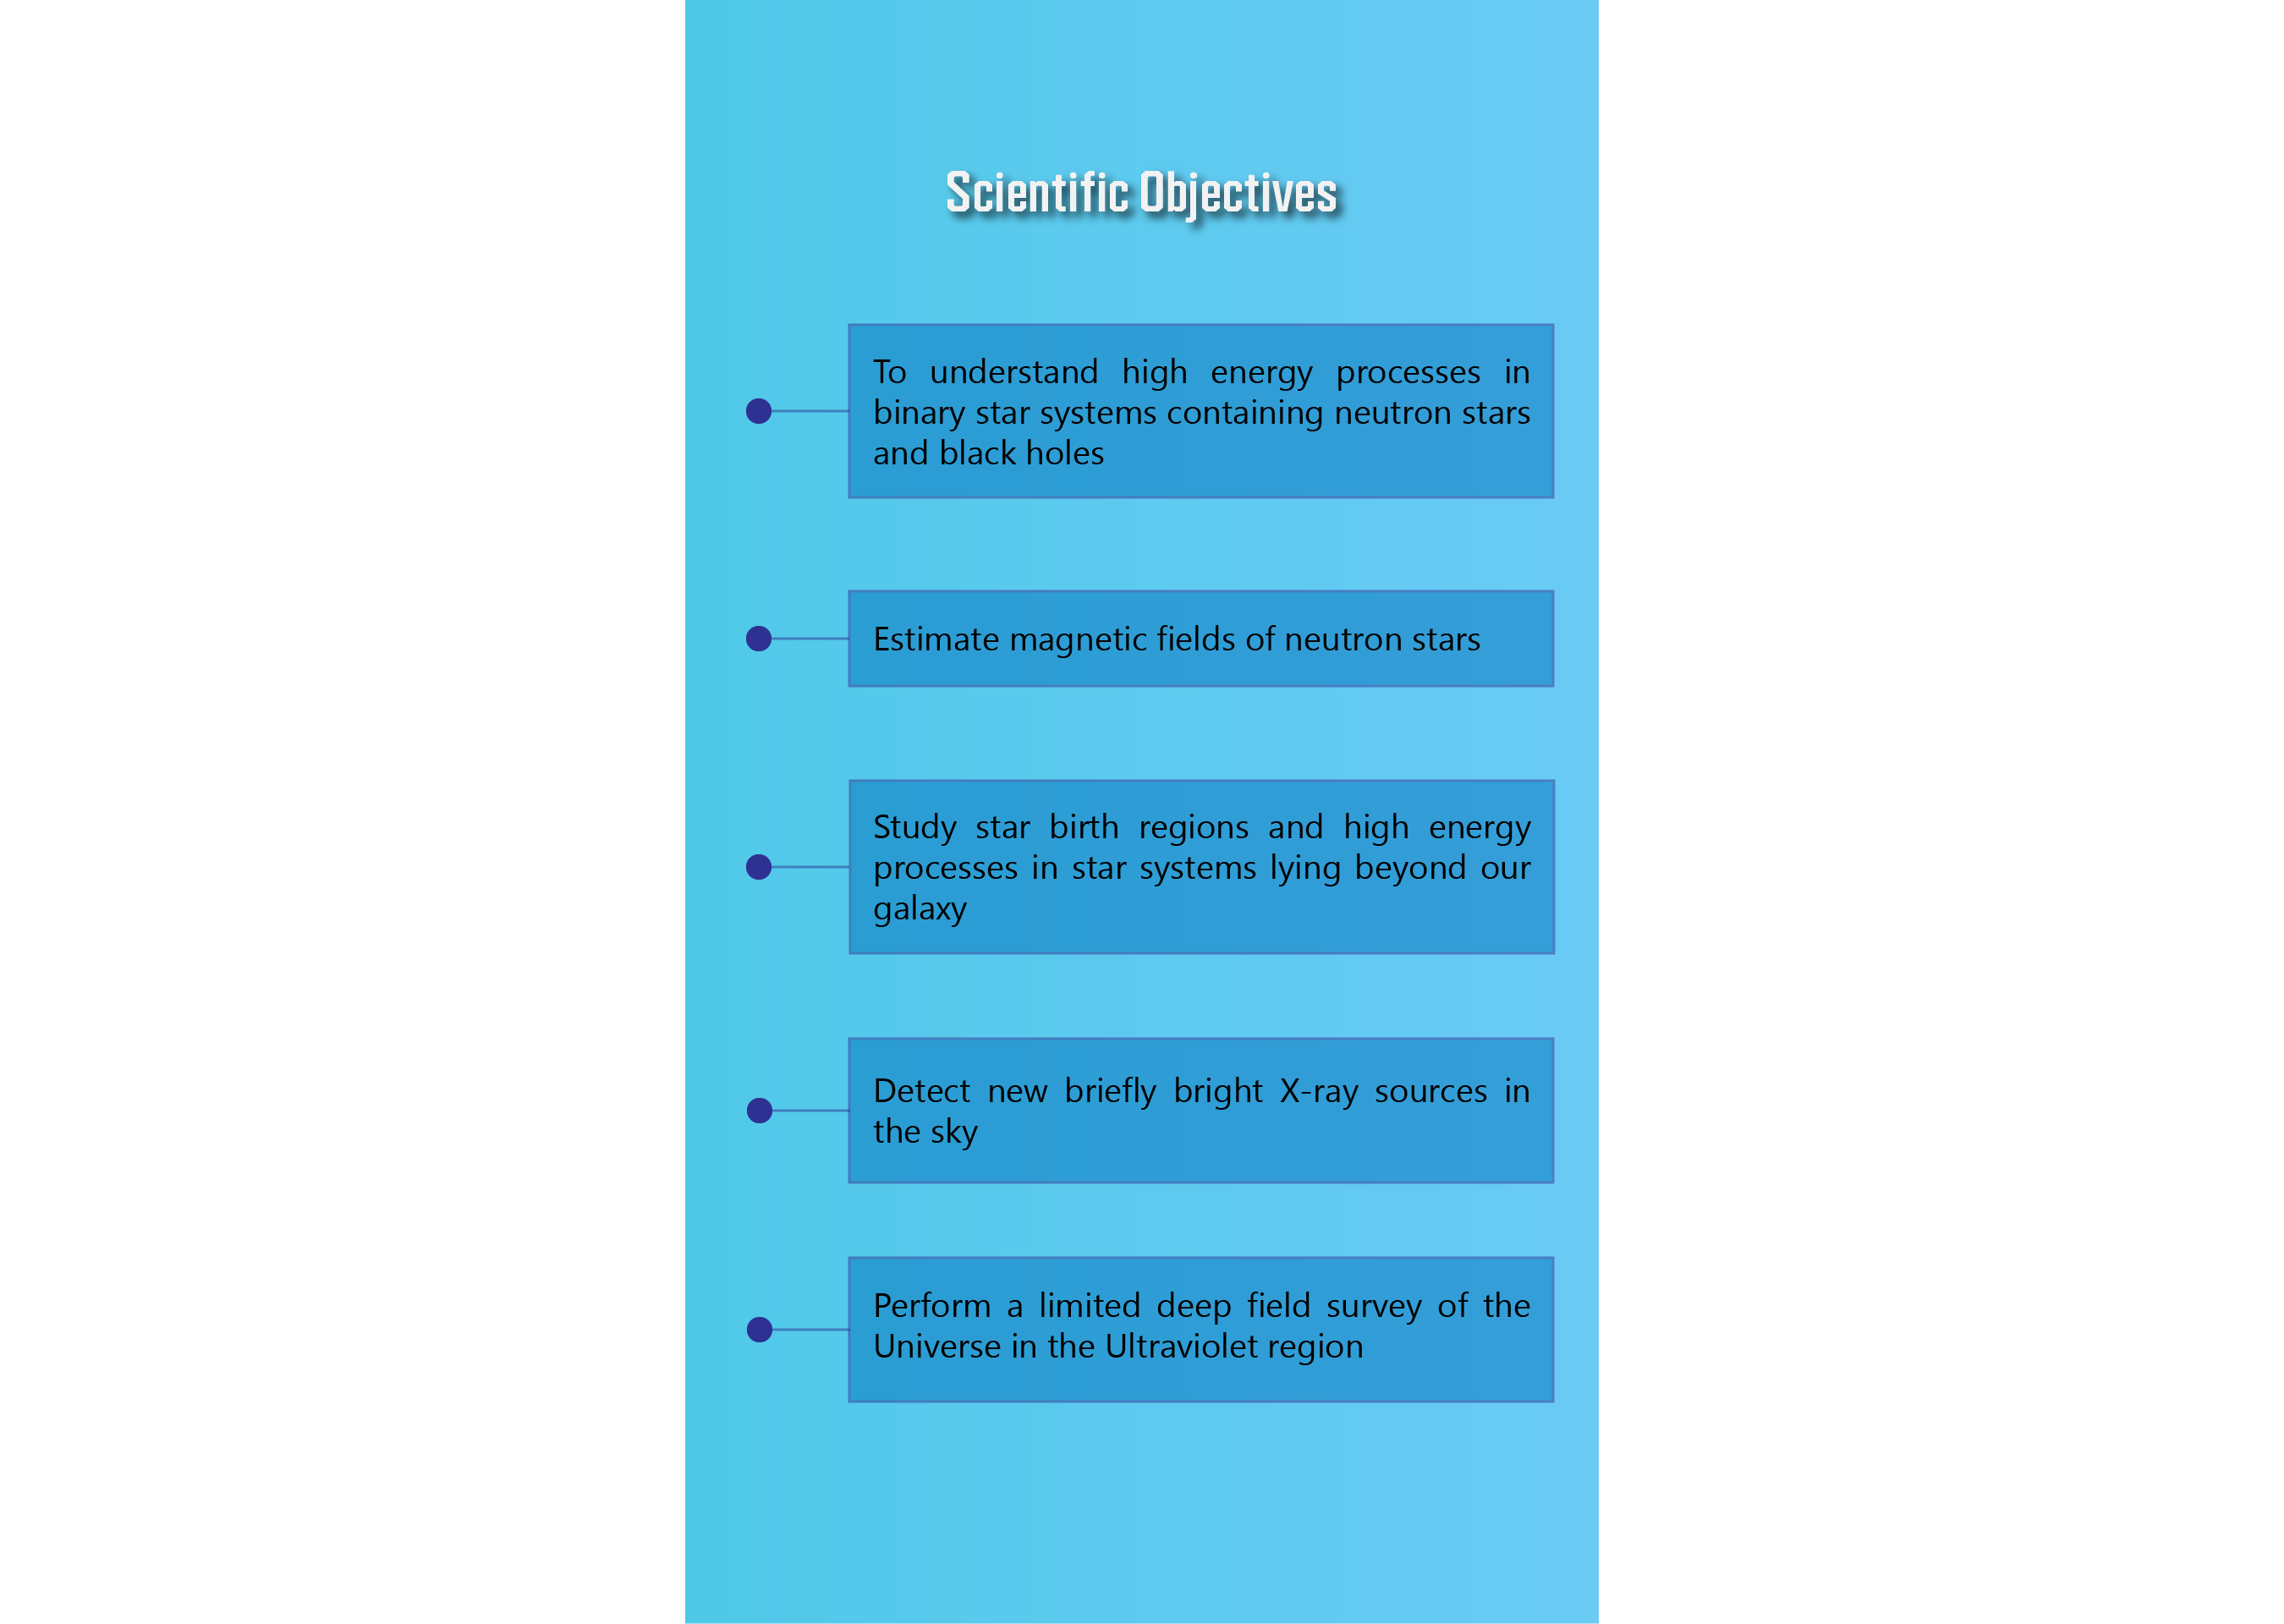 Scientific Objectives
To understand high energy processes in
binary star systems containing neutron stars
and black holes
Estimate magnetic fields of neutron stars
Study star birth regions and high energy
processes in star systems lying beyond our
galaxy
Detect new briefly bright X-ray sources in
the sky
Perform a limited deep field survey of the
Universe in the Ultraviolet region